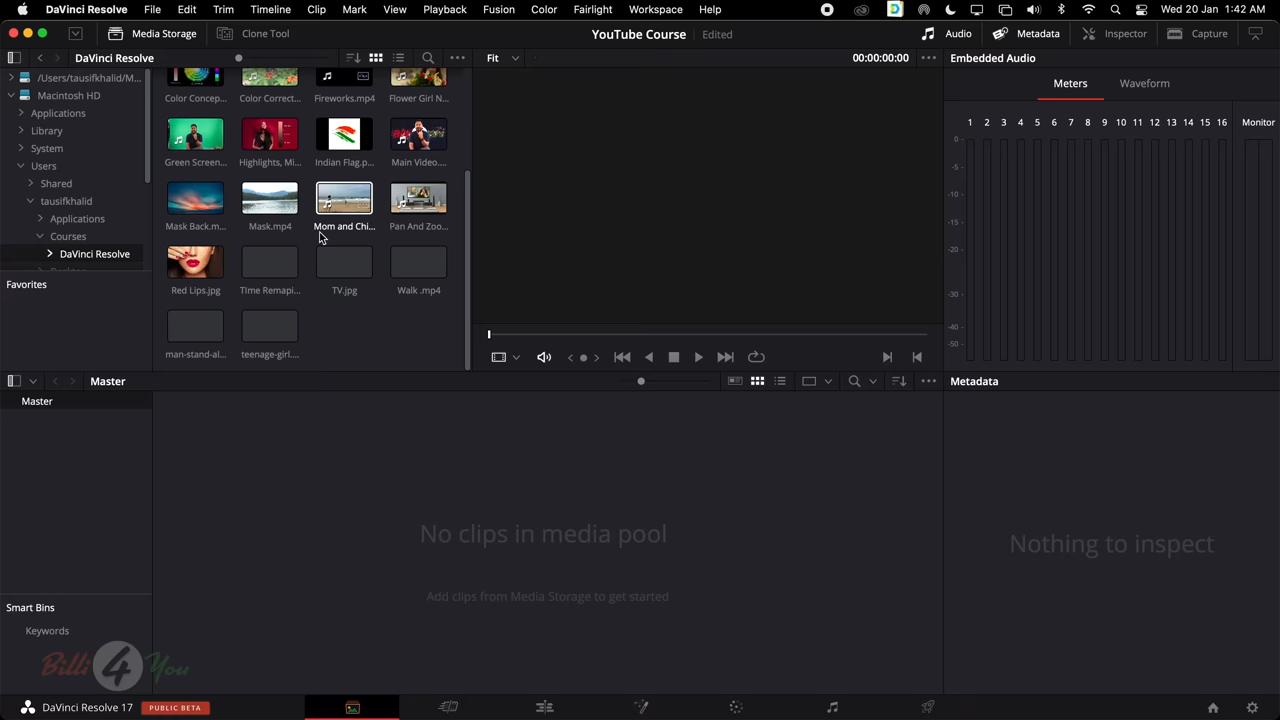 DaVinci Resolve File Edit Trim Timeline Clip Mark View Playback Fusion Color Fairlight Workspace Help Wed 20 Jan 1:42 AM
Media Storage Clone Tool YouTube Course Edited Audio Metadata Inspector Capture
DaVinci Resolve Fit 00:00:00:00 Embedded Audio
/Users/tausifkhalid/M...
Macintosh HD
Applications
Library
System
Users
Shared
tausifkhalid
Applications
Courses
DaVinci Resolve
Favorites
Color Concep... Color Correct... Fireworks.mp4 Flower Girl N...
Green Screen... Highlights, Mi... Indian Flag.p... Main Video....
Mask Back.m... Mask.mp4 Mom and Chi... Pan And Zoo...
Red Lips.jpg TIme Remapi... TV.jpg Walk .mp4
man-stand-al... teenage-girl....
Meters Waveform
1 2 3 4 5 6 7 8 9 10 11 12 13 14 15 16 Monitor
0
-5
-10
-15
-20
-30
-40
-50
Master Metadata
Master
No clips in media pool
Add clips from Media Storage to get started
Nothing to inspect
Smart Bins
Keywords
Billi 4 You
DaVinci Resolve 17 PUBLIC BETA